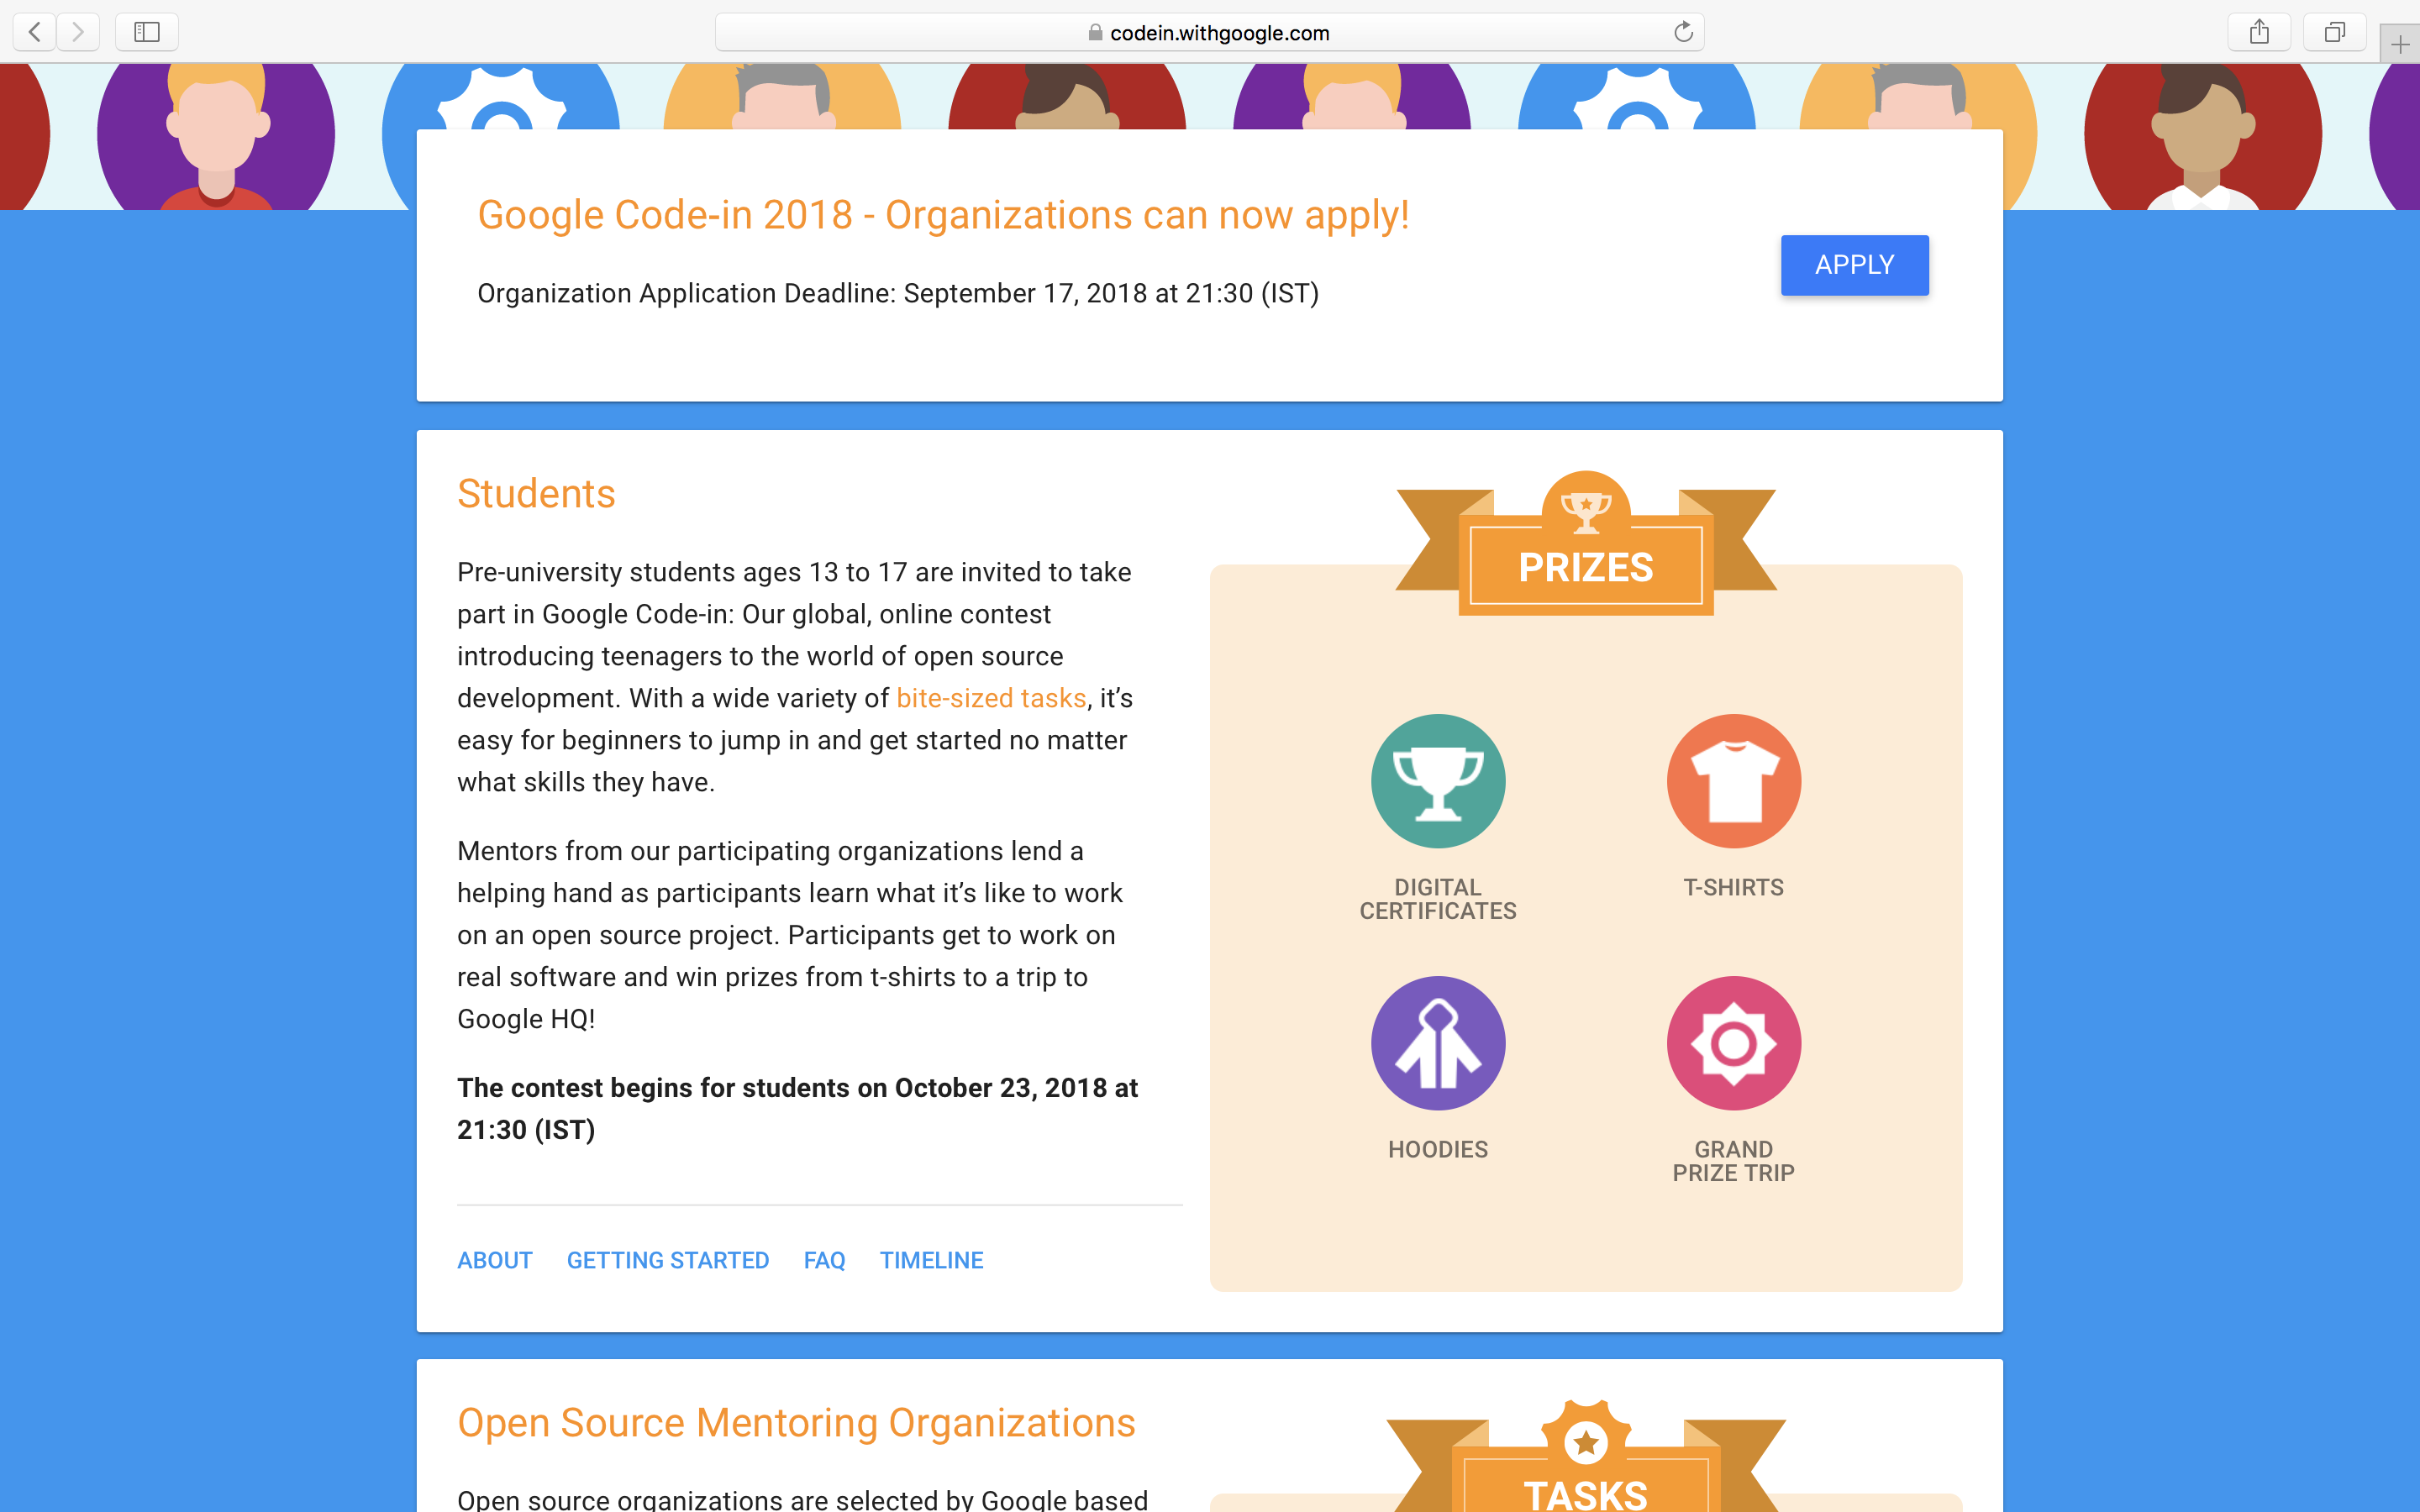 codein.withgoogle.com
Google Code-in 2018 - Organizations can now apply!
Organization Application Deadline: September 17, 2018 at 21:30 (IST)
APPLY
Students
Pre-university students ages 13 to 17 are invited to take
part in Google Code-in: Our global, online contest
introducing teenagers to the world of open source
development. With a wide variety of bite-sized tasks, it’s
easy for beginners to jump in and get started no matter
what skills they have.
Mentors from our participating organizations lend a
helping hand as participants learn what it’s like to work
on an open source project. Participants get to work on
real software and win prizes from t-shirts to a trip to
Google HQ!
The contest begins for students on October 23, 2018 at
21:30 (IST)
ABOUT GETTING STARTED FAQ TIMELINE
PRIZES
DIGITAL
CERTIFICATES
T-SHIRTS
HOODIES
GRAND
PRIZE TRIP
Open Source Mentoring Organizations
Open source organizations are selected by Google based
TASKS